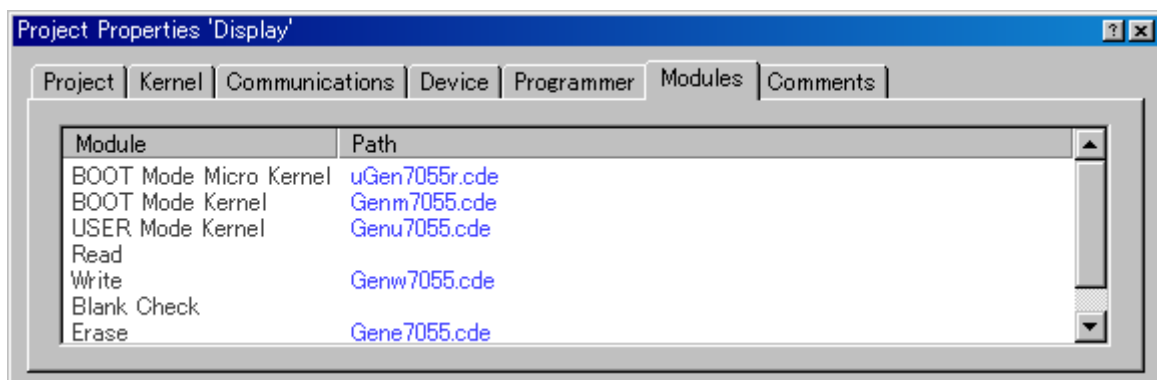 Project Properties 'Display'
Project Kernel Communications Device Programmer Modules Comments
Module Path
BOOT Mode Micro Kernel uGen7055r.cde
BOOT Mode Kernel Genm7055.cde
USER Mode Kernel Genu7055.cde
Read
Write Genw7055.cde
Blank Check
Erase Gene7055.cde